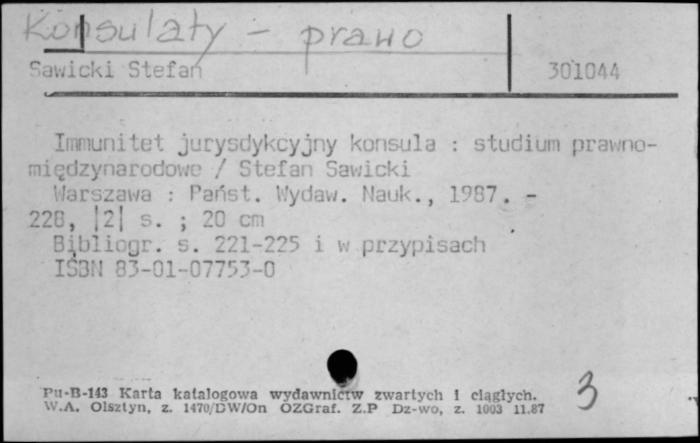 Konsulaty - prawo
Sawicki Stefan 301044
Immunitet jurysdykcyjny konsula : studium prawno-
międzynarodowe / Stefan Sawicki
Warszawa : Państ. Wydaw. Nauk., 1987. -
228, |2| s. ; 20 cm
Bibliogr. s. 221-225 i w przypisach
ISBN 83-01-07753-0
3
Pu-B-143 Karta katalogowa wydawnictw zwartych i ciągłych.
W.A. Olsztyn, z. 1470/DW/On OZGraf. Z.P Dz-wo, z. 1003 11.87